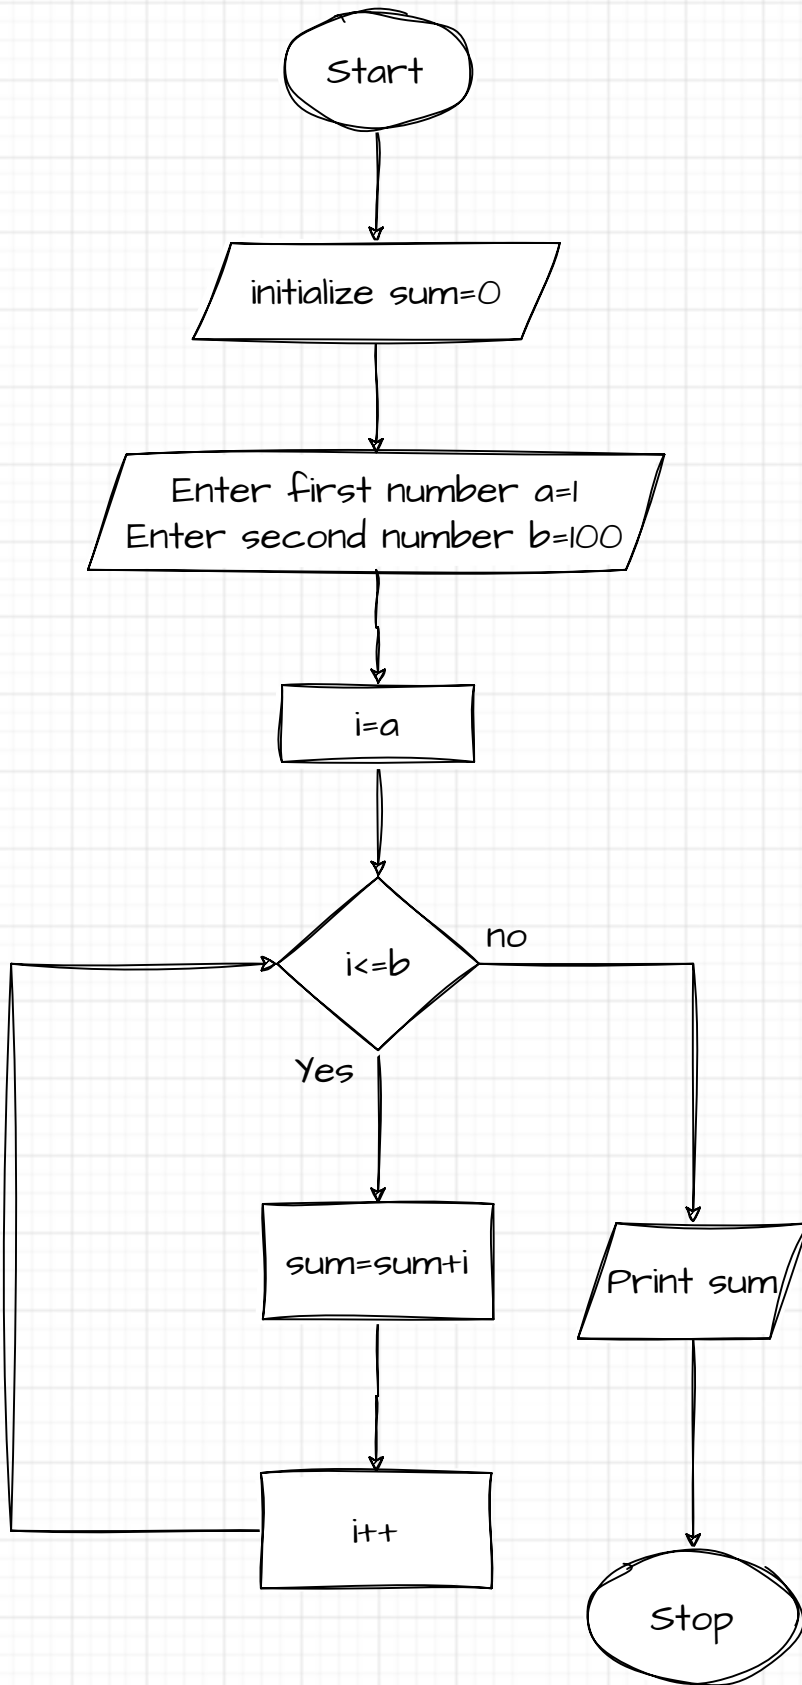 Start
initialize sum=0
Enter first number a=1
Enter second number b=100
i=a
i<=b
no
Yes
sum=sum+i
Print sum
i++
Stop